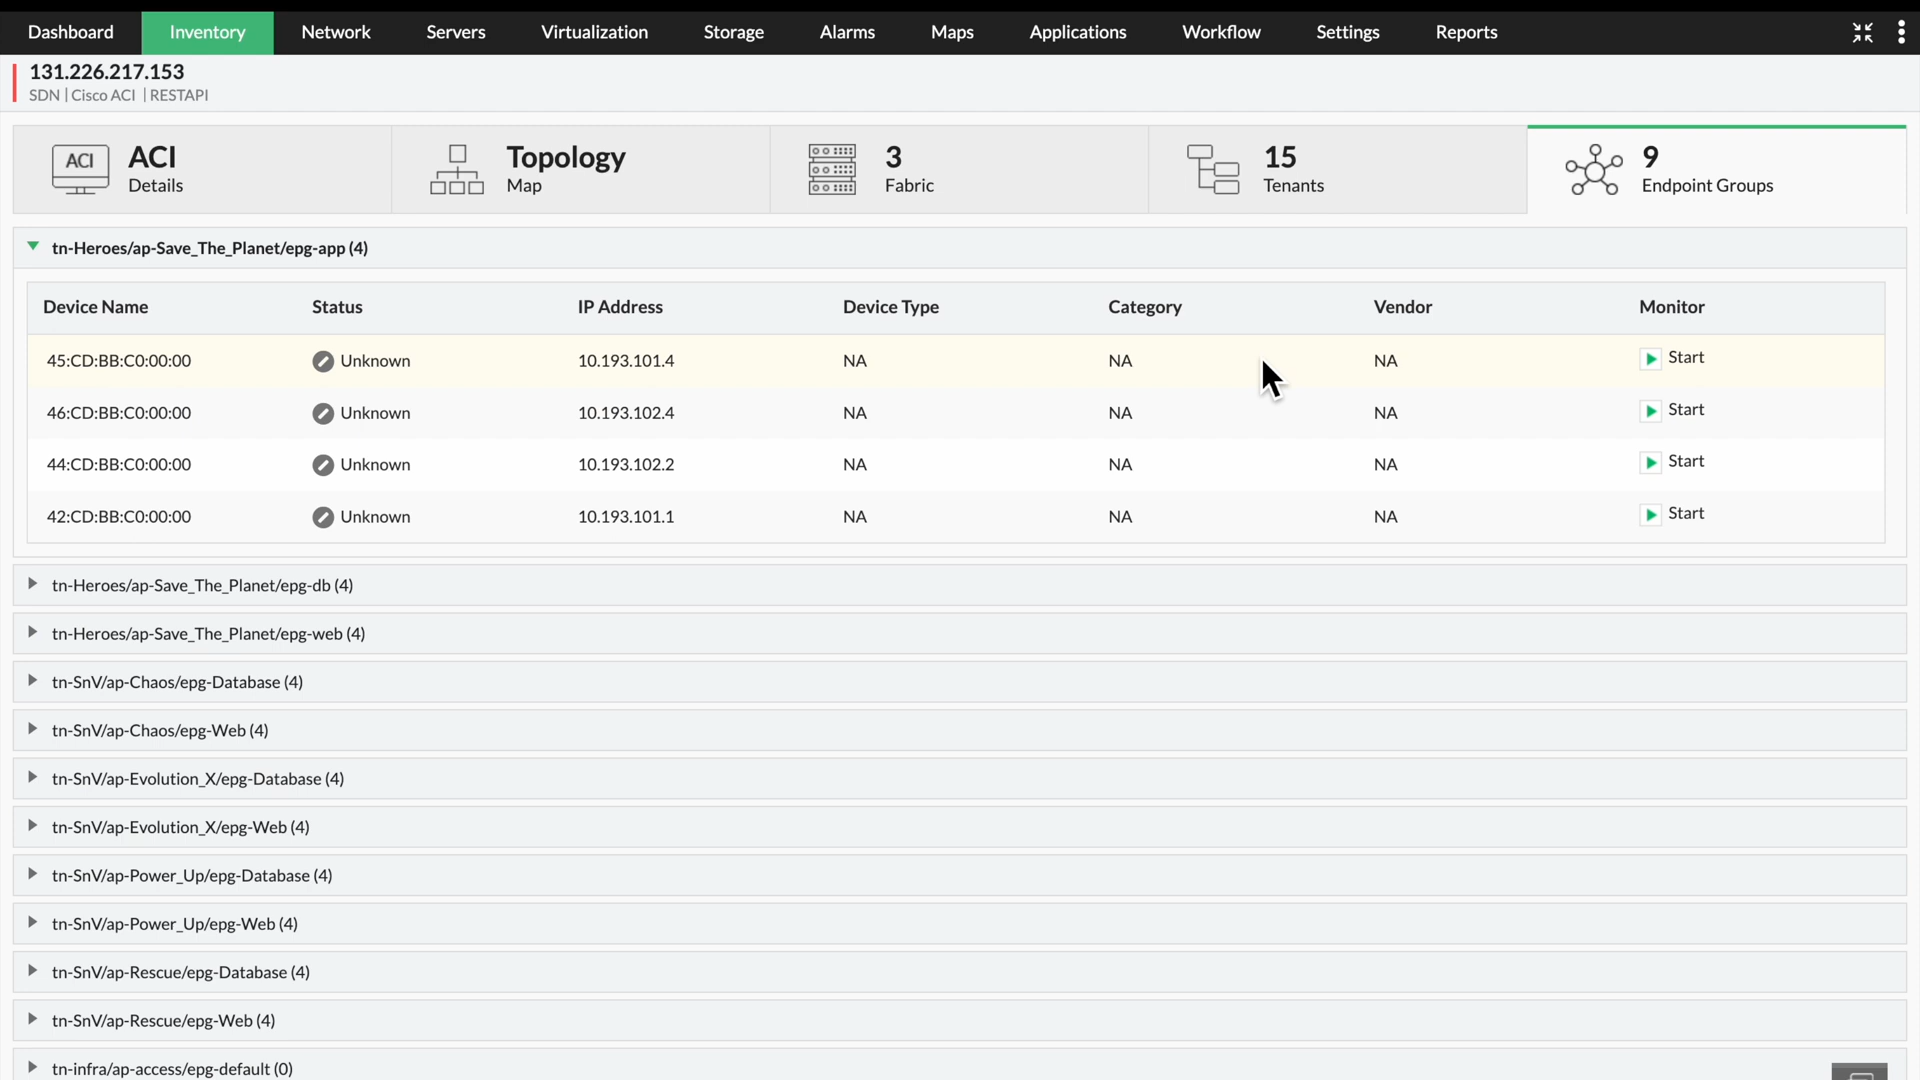 Dashboard Inventory Network Servers Virtualization Storage Alarms Maps Applications Workflow Settings Reports
131.226.217.153
SDN | Cisco ACI | RESTAPI
ACI ACI Topology 3 15 9
Details Map Fabric Tenants Endpoint Groups
tn-Heroes/ap-Save_The_Planet/epg-app (4)
Device Name Status IP Address Device Type Category Vendor Monitor
45:CD:BB:C0:00:00 Unknown 10.193.101.4 NA NA NA Start
46:CD:BB:C0:00:00 Unknown 10.193.102.4 NA NA NA Start
44:CD:BB:C0:00:00 Unknown 10.193.102.2 NA NA NA Start
42:CD:BB:C0:00:00 Unknown 10.193.101.1 NA NA NA Start
tn-Heroes/ap-Save_The_Planet/epg-db (4)
tn-Heroes/ap-Save_The_Planet/epg-web (4)
tn-SnV/ap-Chaos/epg-Database (4)
tn-SnV/ap-Chaos/epg-Web (4)
tn-SnV/ap-Evolution_X/epg-Database (4)
tn-SnV/ap-Evolution_X/epg-Web (4)
tn-SnV/ap-Power_Up/epg-Database (4)
tn-SnV/ap-Power_Up/epg-Web (4)
tn-SnV/ap-Rescue/epg-Database (4)
tn-SnV/ap-Rescue/epg-Web (4)
tn-infra/ap-access/epg-default (0)